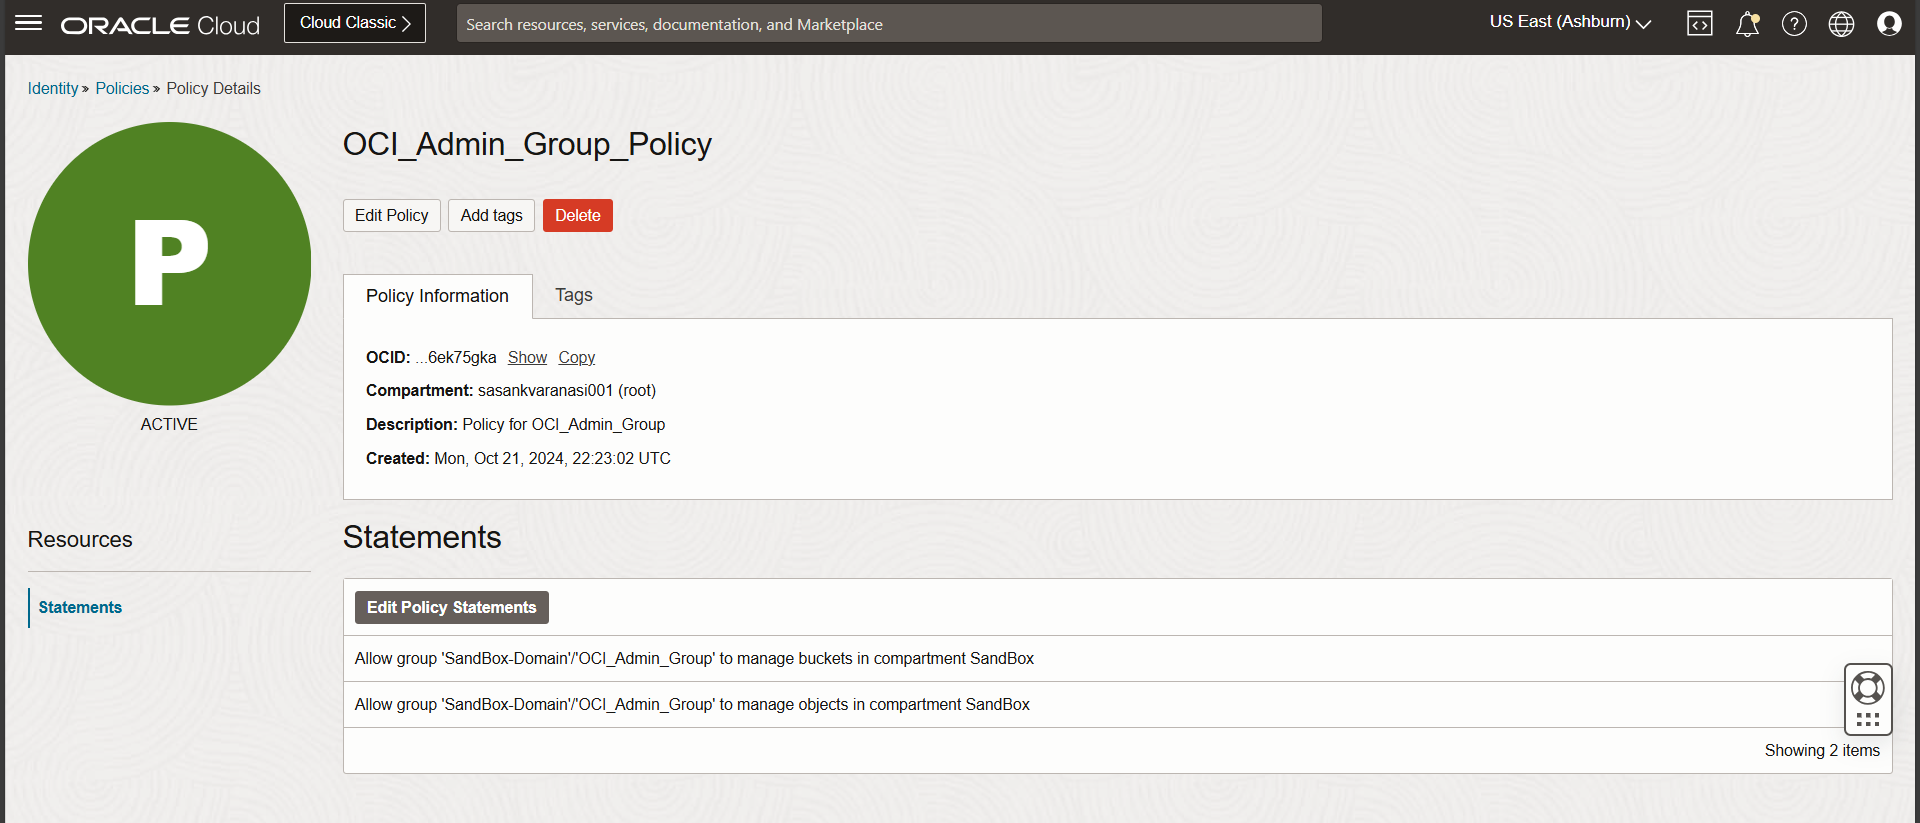 ORACLE Cloud
Cloud Classic
Search resources, services, documentation, and Marketplace
US East (Ashburn)
Identity » Policies » Policy Details
P
ACTIVE
OCI_Admin_Group_Policy
Edit Policy
Add tags
Delete
Policy Information
Tags
OCID: ...6ek75gka Show Copy
Compartment: sasankvaranasi001 (root)
Description: Policy for OCI_Admin_Group
Created: Mon, Oct 21, 2024, 22:23:02 UTC
Resources
Statements
Statements
Edit Policy Statements
Allow group 'SandBox-Domain'/'OCI_Admin_Group' to manage buckets in compartment SandBox
Allow group 'SandBox-Domain'/'OCI_Admin_Group' to manage objects in compartment SandBox
Showing 2 items